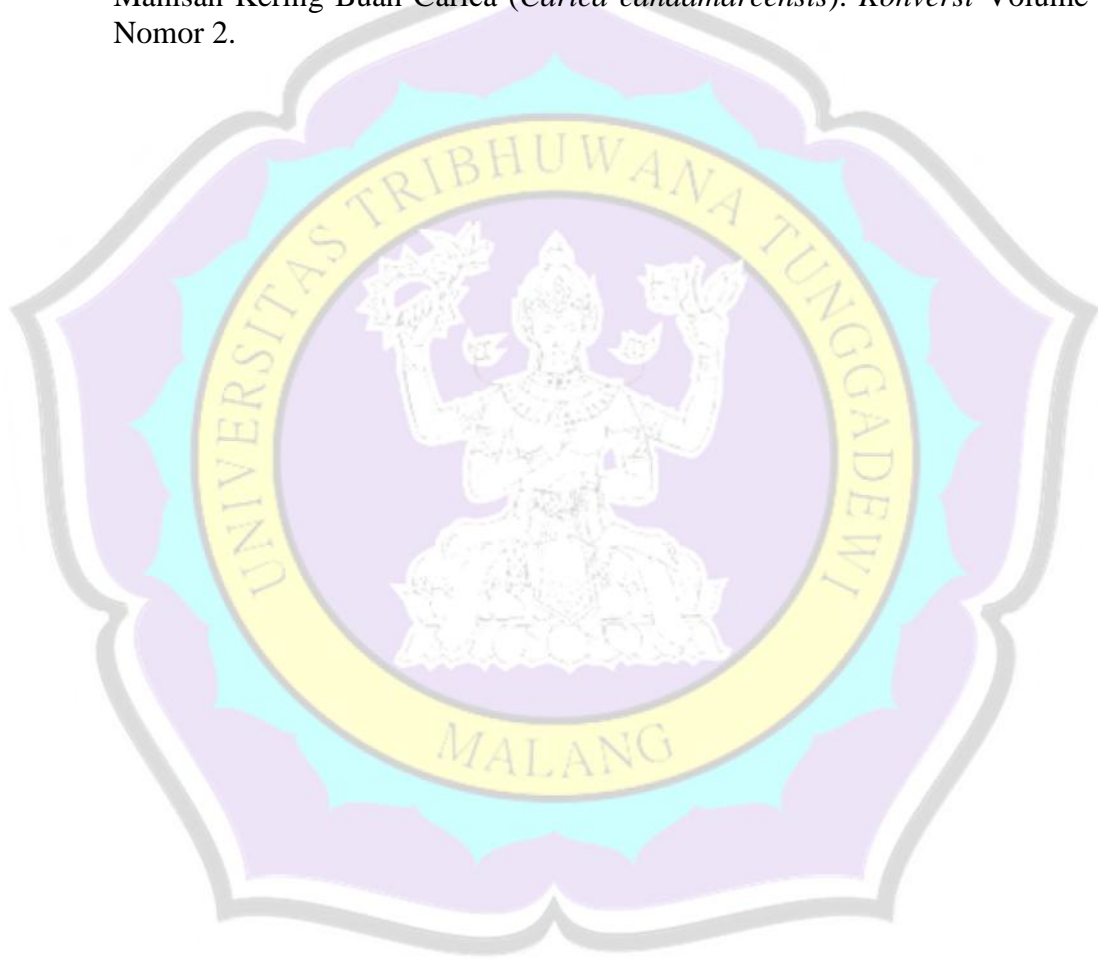 Manisan Kering Buah Carica (Carica candamarcensis). Konversi Volume
Nomor 2.
UNIVERSITAS TRIBHUWANA TUNGGADEWI
MALANG